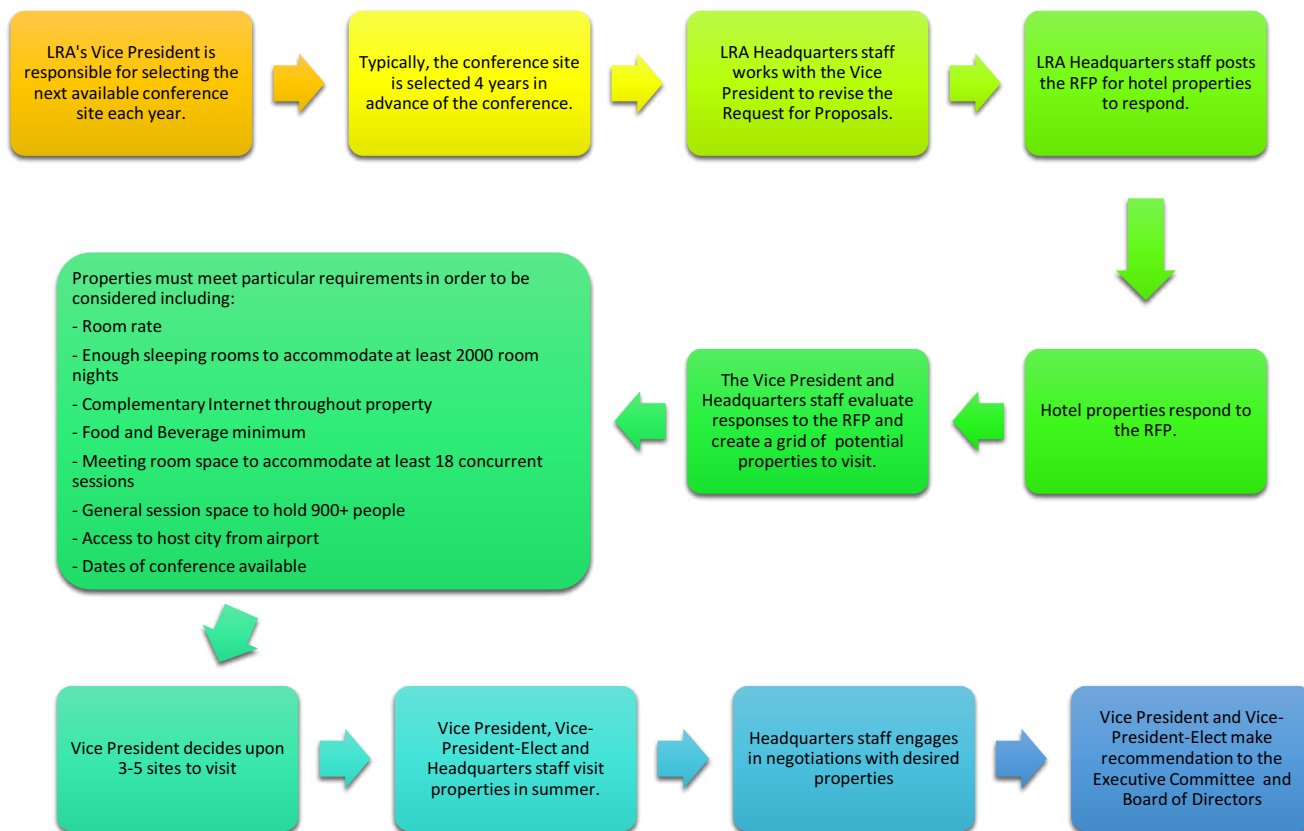 LRA's Vice President is
responsible for selecting the
next available conference
site each year.
Typically, the conference site
is selected 4 years in
advance of the conference.
LRA Headquarters staff
works with the Vice
President to revise the
Request for Proposals.
LRA Headquarters staff posts
the RFP for hotel properties
to respond.
Hotel properties respond to
the RFP.
The Vice President and
Headquarters staff evaluate
responses to the RFP and
create a grid of potential
properties to visit.
Properties must meet particular requirements in order to be
considered including:
- Room rate
- Enough sleeping rooms to accommodate at least 2000 room
nights
- Complementary Internet throughout property
- Food and Beverage minimum
- Meeting room space to accommodate at least 18 concurrent
sessions
- General session space to hold 900+ people
- Access to host city from airport
- Dates of conference available
Vice President decides upon
3-5 sites to visit
Vice President, Vice-
President-Elect and
Headquarters staff visit
properties in summer.
Headquarters staff engages
in negotiations with desired
properties
Vice President and Vice-
President-Elect make
recommendation to the
Executive Committee and
Board of Directors